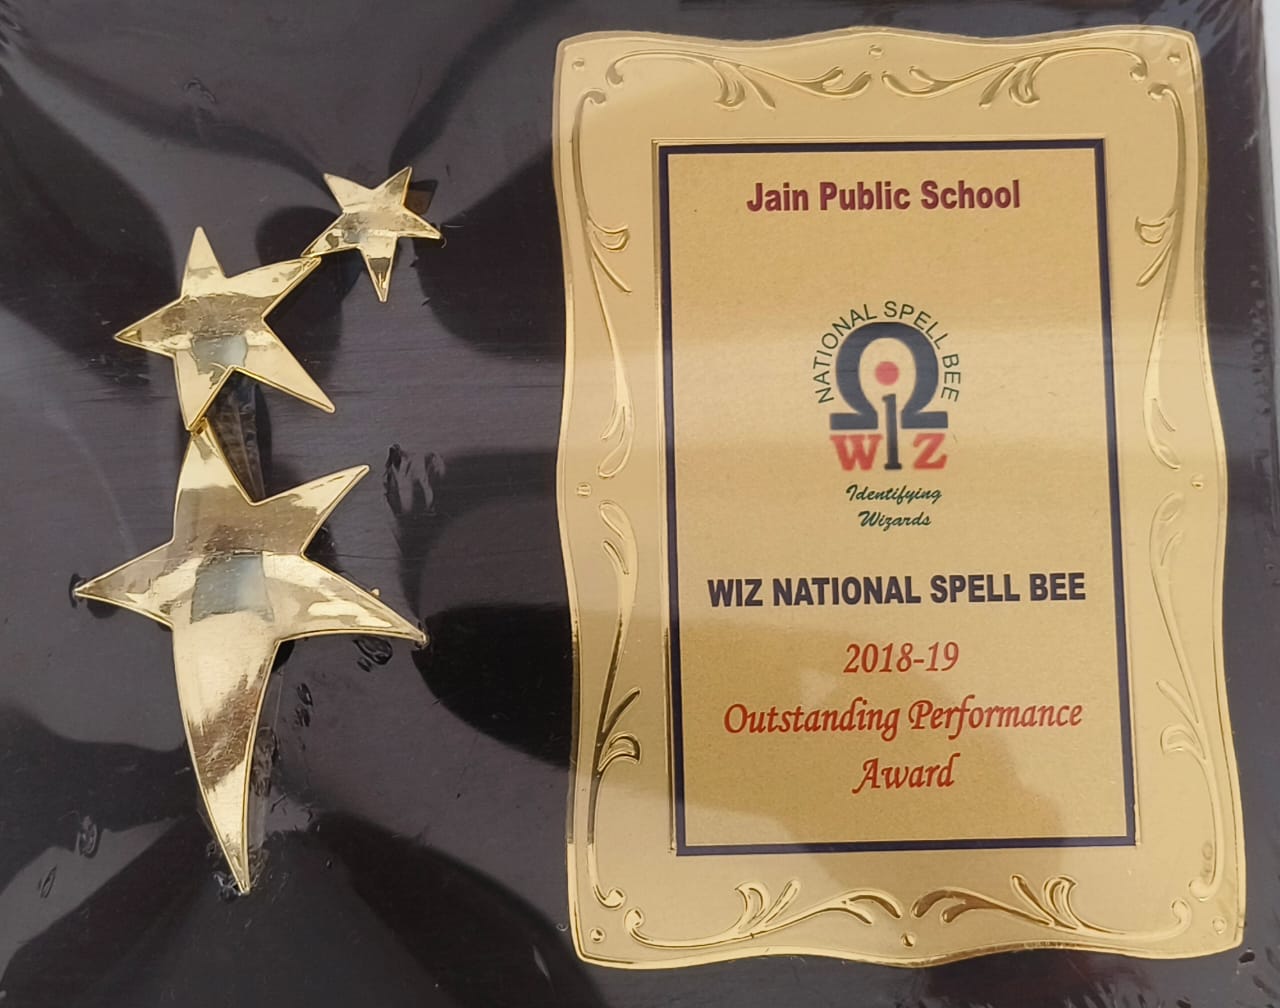 Jain Public School
NATIONAL SPELL BEE
WIZ
Identifying
Wizards
WIZ NATIONAL SPELL BEE
2018-19
Outstanding Performance
Award